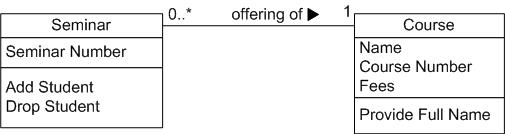 Seminar
Seminar Number
Add Student
Drop Student
0..* offering of ▶ 1
Course
Name
Course Number
Fees
Provide Full Name